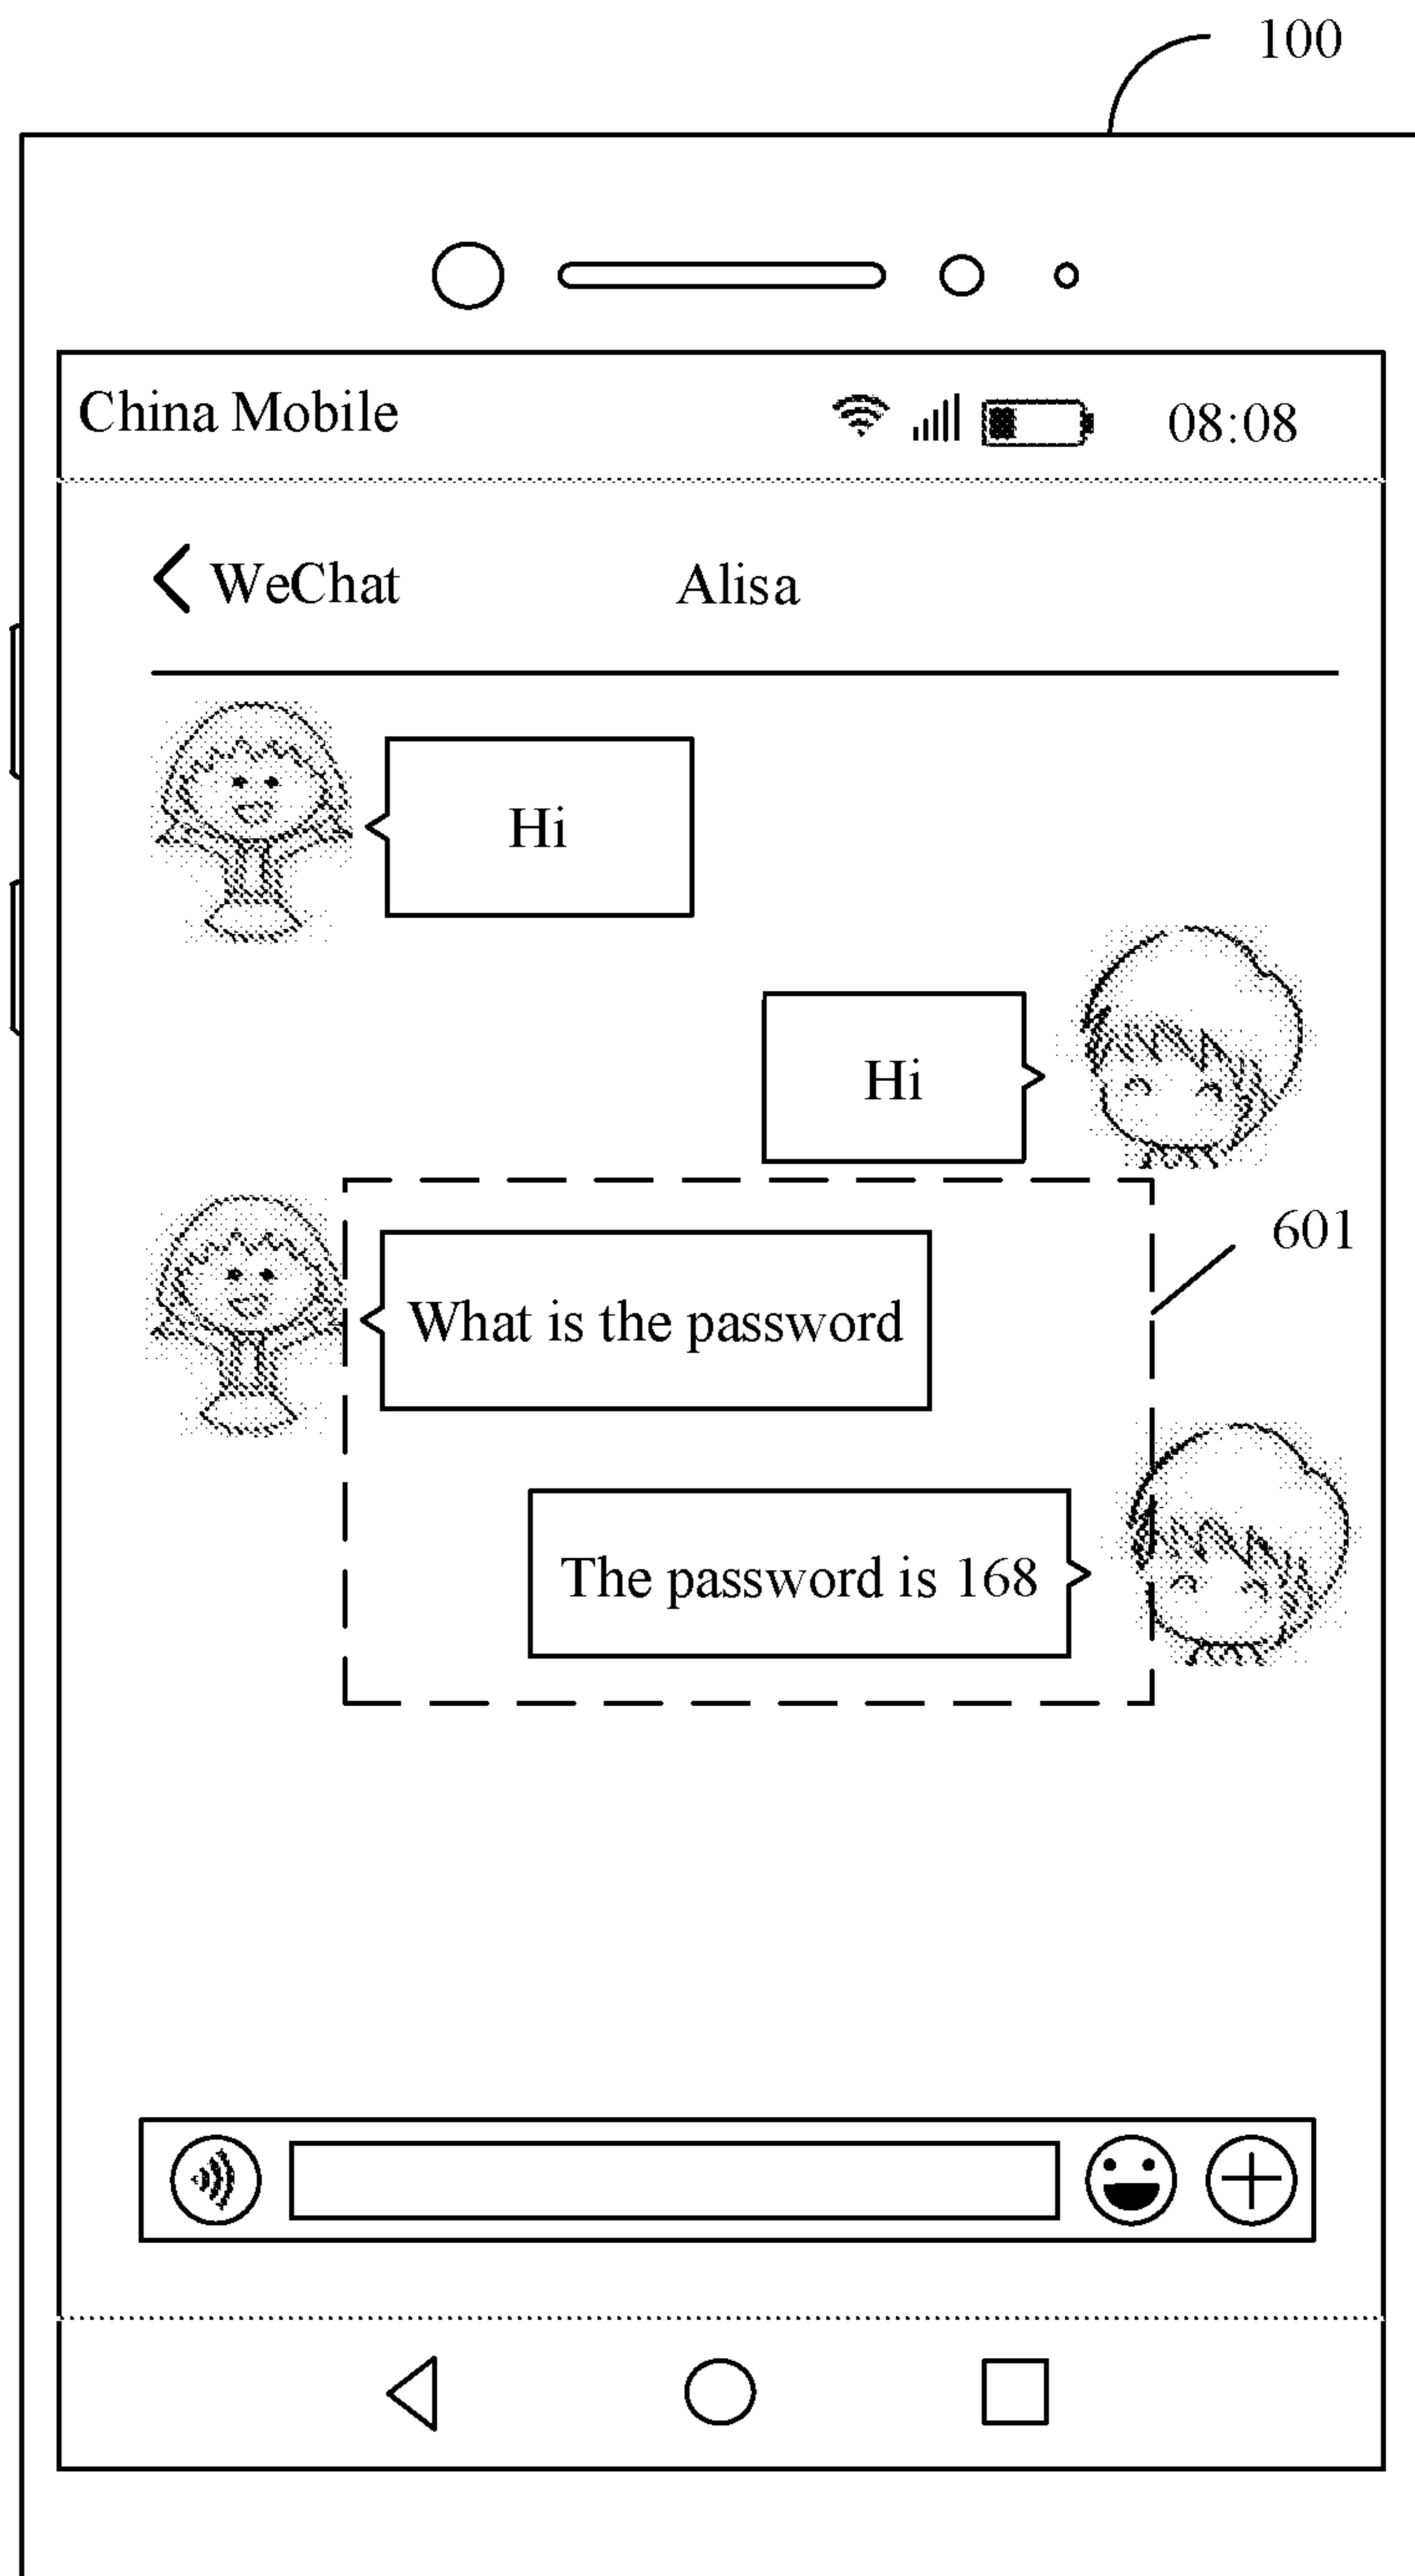 100
China Mobile 08:08
WeChat Alisa
Hi
Hi
601
What is the password
The password is 168